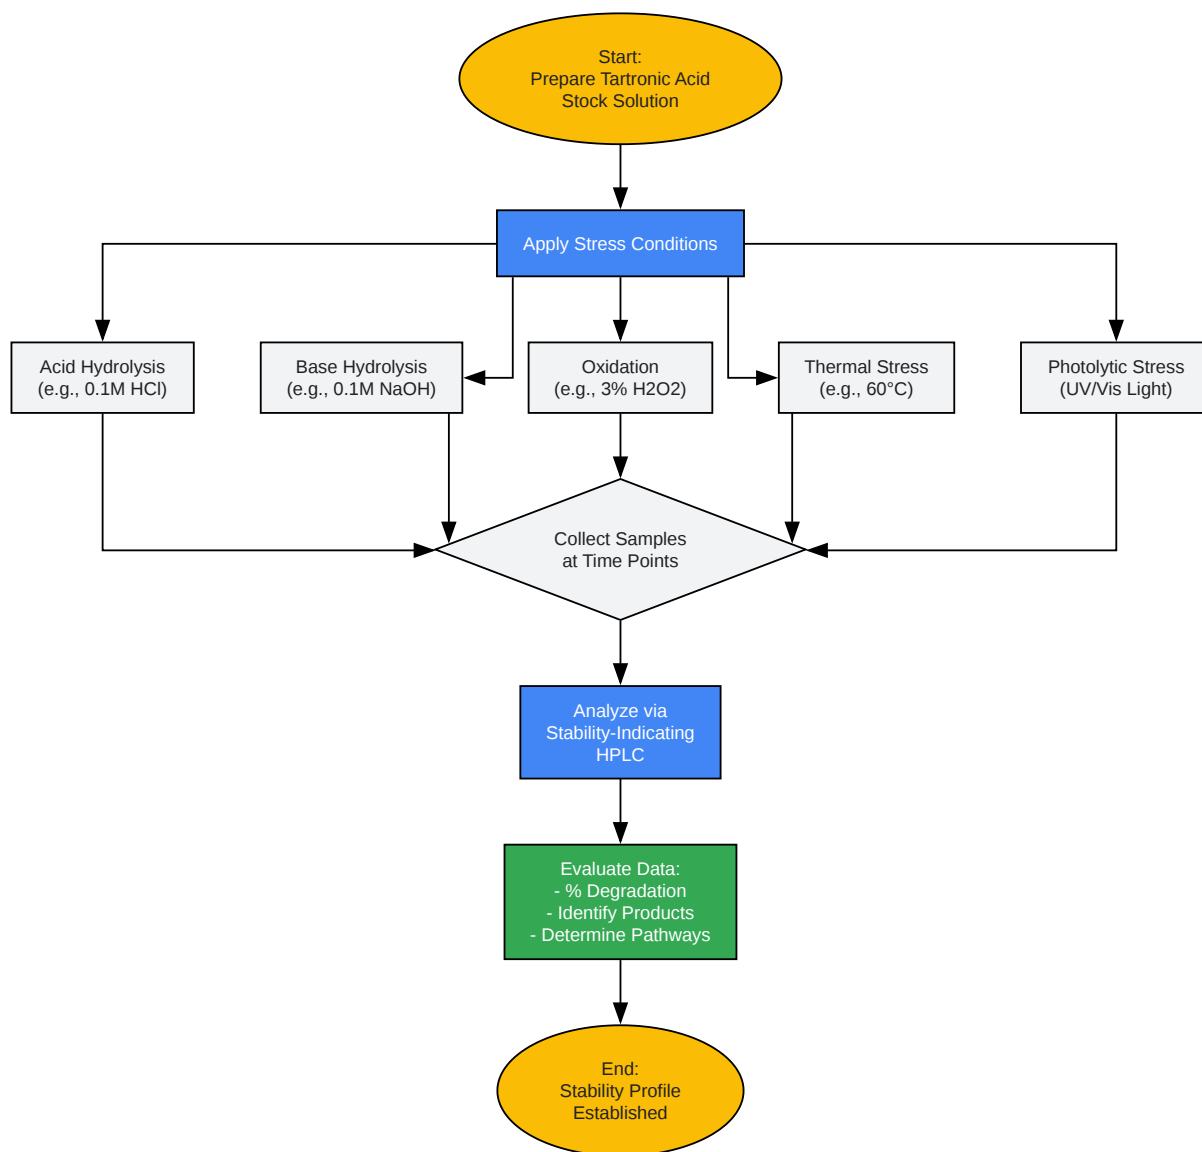 Start:
Prepare Tartronic Acid
Stock Solution
Apply Stress Conditions
Acid Hydrolysis
(e.g., 0.1M HCl)
Base Hydrolysis
(e.g., 0.1M NaOH)
Oxidation
(e.g., 3% H2O2)
Thermal Stress
(e.g., 60°C)
Photolytic Stress
(UV/Vis Light)
Collect Samples
at Time Points
Analyze via
Stability-Indicating
HPLC
Evaluate Data:
- % Degradation
- Identify Products
- Determine Pathways
End:
Stability Profile
Established